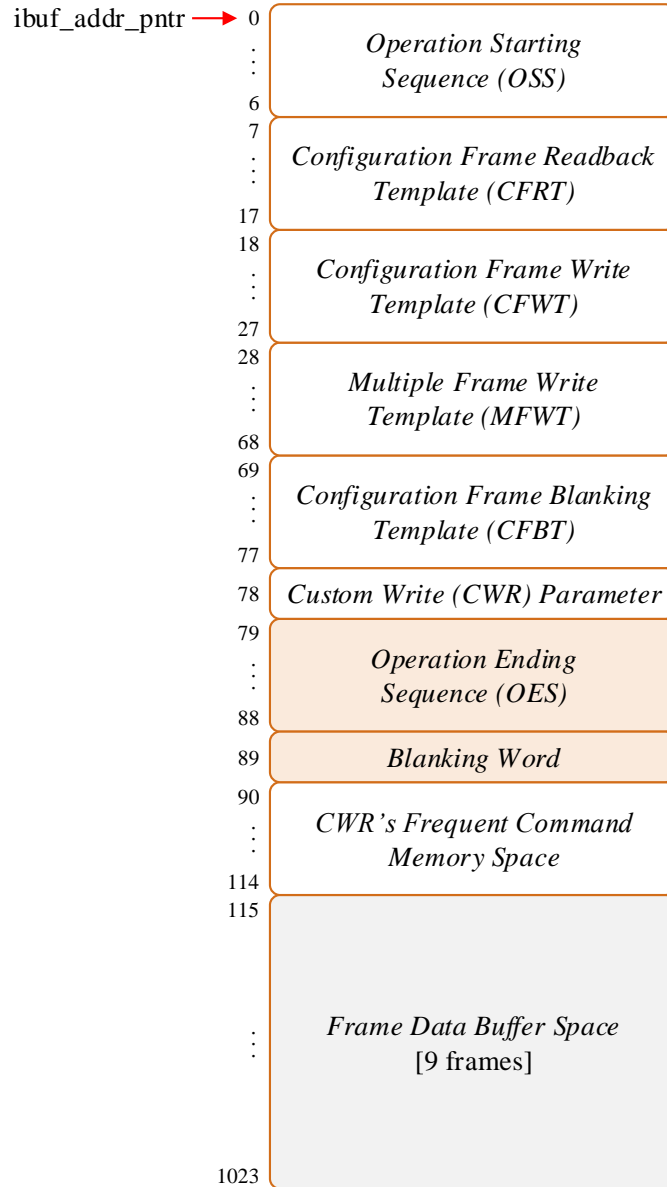 ibuf_addr_pntr
0
Operation Starting
Sequence (OSS)
6
7
Configuration Frame Readback
Template (CFRT)
17
18
Configuration Frame Write
Template (CFWT)
27
28
Multiple Frame Write
Template (MFWT)
68
69
Configuration Frame Blanking
Template (CFBT)
77
78
Custom Write (CWR) Parameter
79
Operation Ending
Sequence (OES)
88
89
Blanking Word
90
CWR’s Frequent Command
Memory Space
114
115
Frame Data Buffer Space
[9 frames]
1023